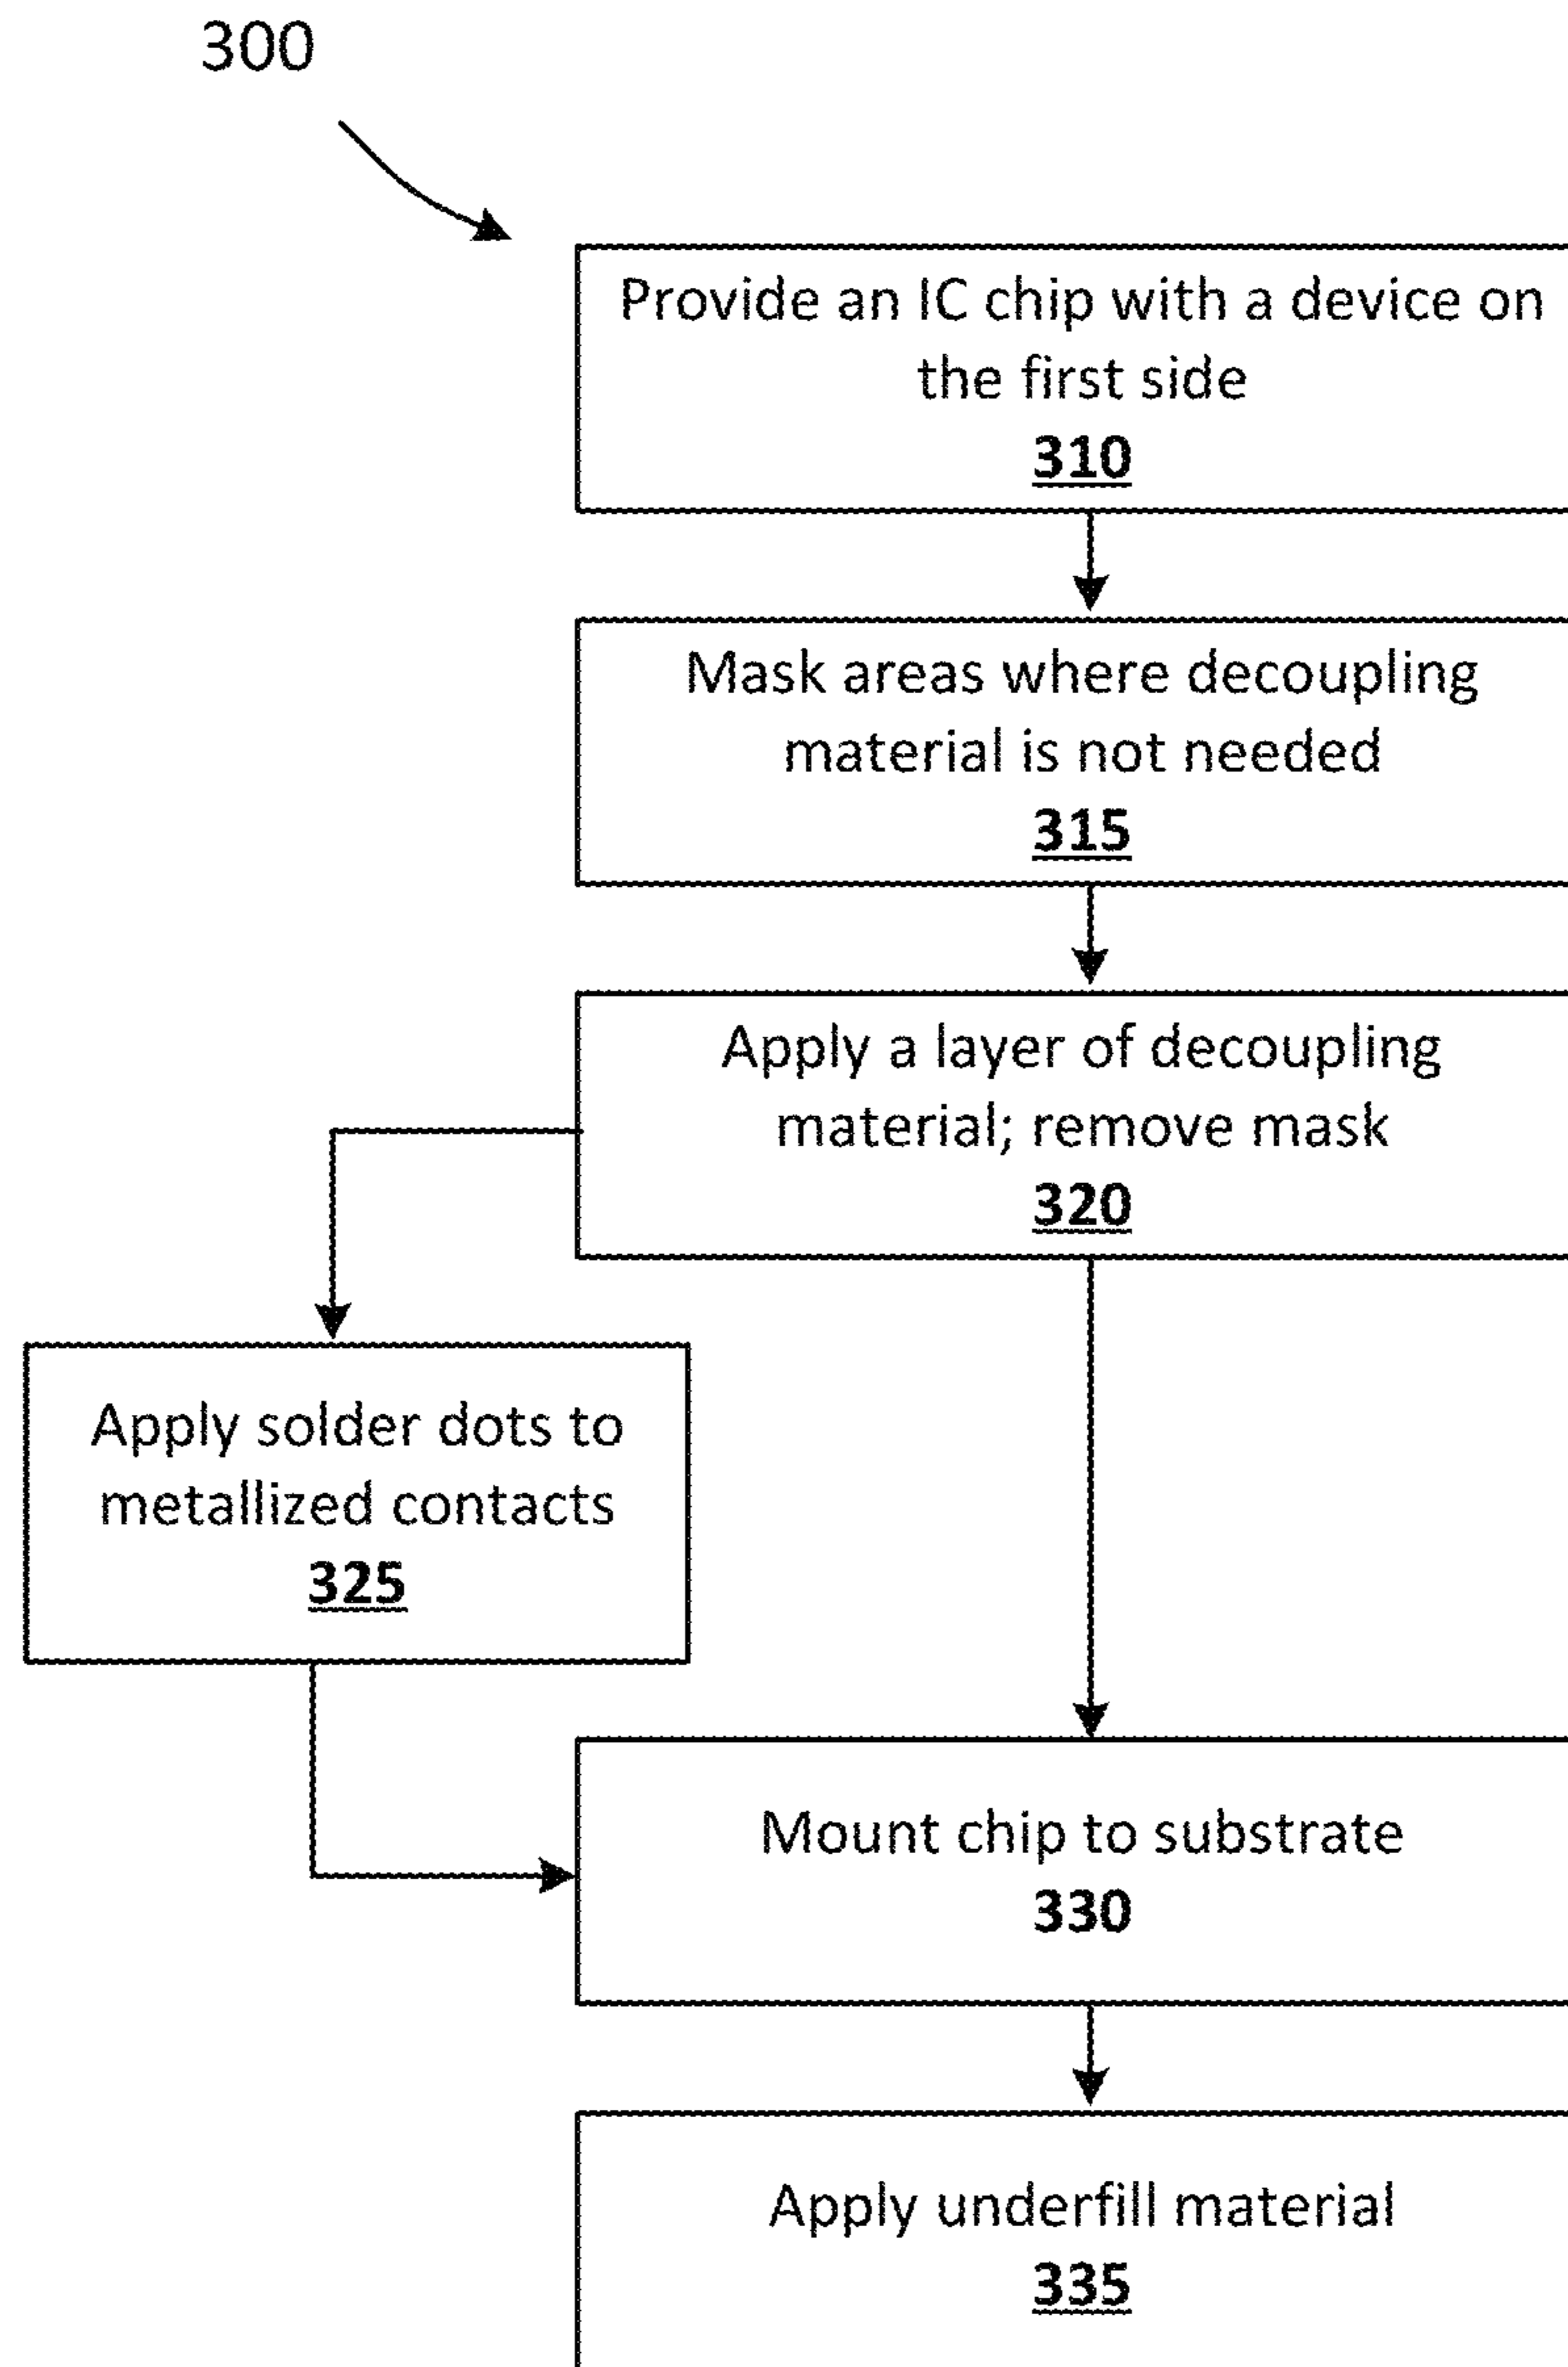 300
Provide an IC chip with a device on
the first side
310
Mask areas where decoupling
material is not needed
315
Apply a layer of decoupling
material; remove mask
320
Apply solder dots to
metallized contacts
325
Mount chip to substrate
330
Apply underfill material
335